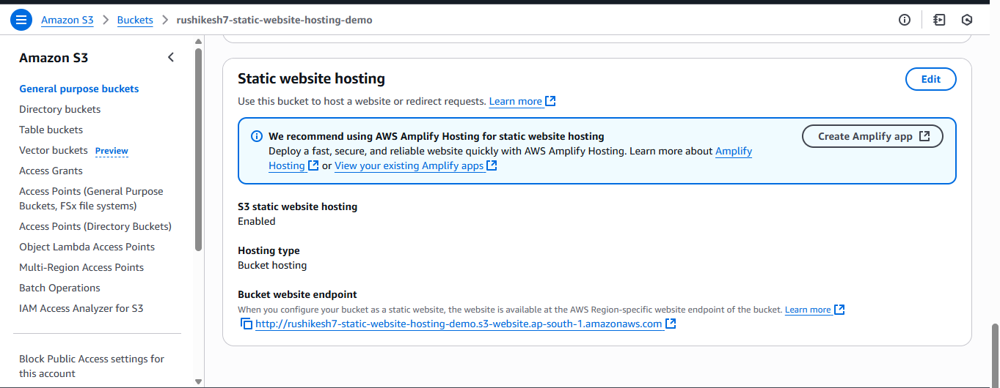 Amazon S3 > Buckets > rushikesh7-static-website-hosting-demo
Amazon S3
General purpose buckets
Directory buckets
Table buckets
Vector buckets Preview
Access Grants
Access Points (General Purpose
Buckets, FSx file systems)
Access Points (Directory Buckets)
Object Lambda Access Points
Multi-Region Access Points
Batch Operations
IAM Access Analyzer for S3
Block Public Access settings for
this account
Static website hosting
Edit
Use this bucket to host a website or redirect requests. Learn more
We recommend using AWS Amplify Hosting for static website hosting
Deploy a fast, secure, and reliable website quickly with AWS Amplify Hosting. Learn more about Amplify
Hosting or View your existing Amplify apps
Create Amplify app
S3 static website hosting
Enabled
Hosting type
Bucket hosting
Bucket website endpoint
When you configure your bucket as a static website, the website is available at the AWS Region-specific website endpoint of the bucket. Learn more
http://rushikesh7-static-website-hosting-demo.s3-website.ap-south-1.amazonaws.com